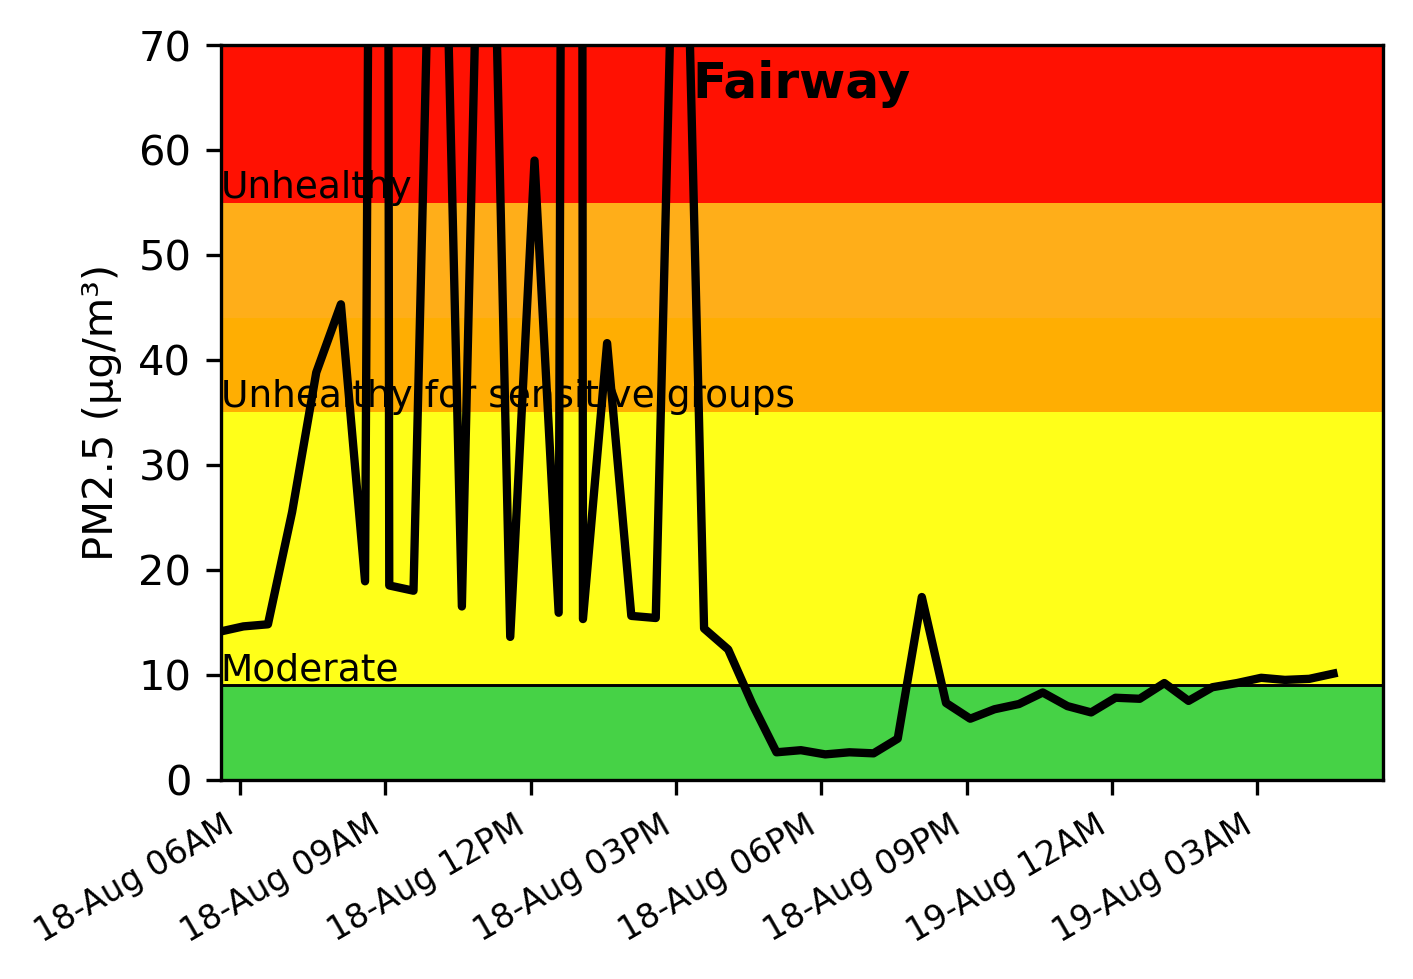 Fairway
PM2.5 (µg/m³)
70
60
50
40
30
20
10
0
Unhealthy
Unhealthy for sensitive groups
Moderate
18-Aug 06AM
18-Aug 09AM
18-Aug 12PM
18-Aug 03PM
18-Aug 06PM
18-Aug 09PM
19-Aug 12AM
19-Aug 03AM